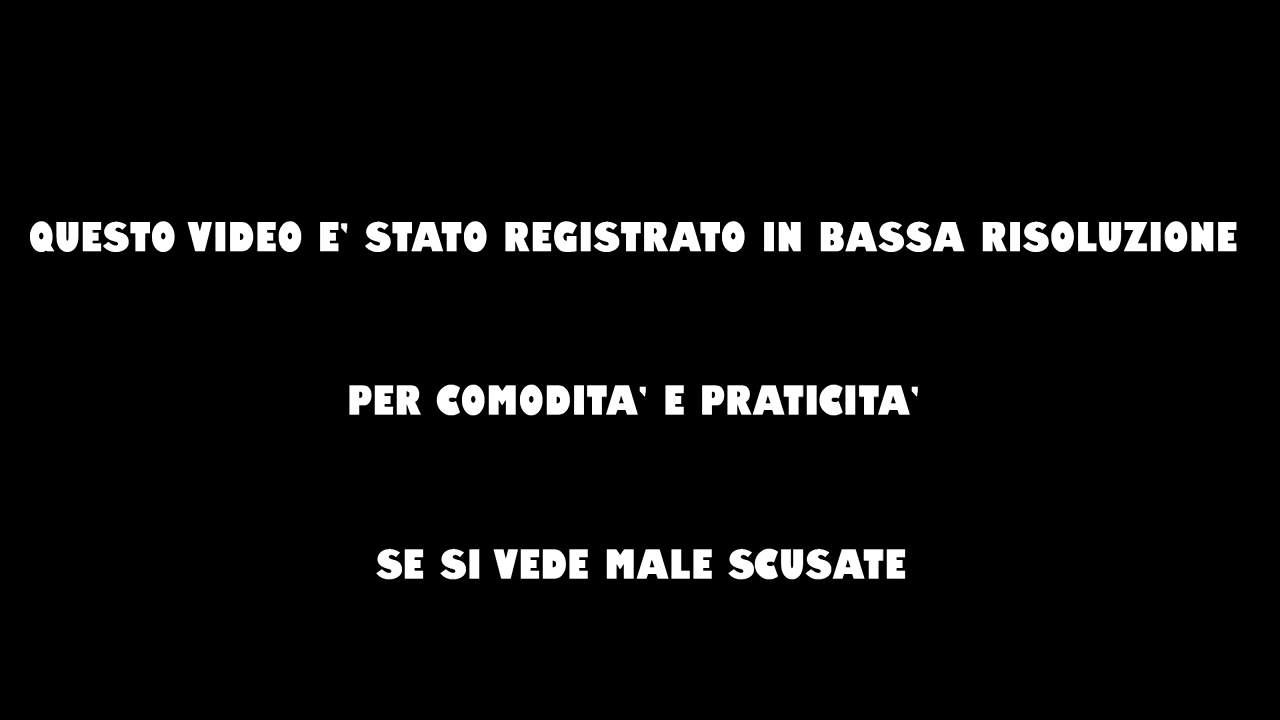 QUESTO VIDEO E' STATO REGISTRATO IN BASSA RISOLUZIONE
PER COMODITA' E PRATICITA'
SE SI VEDE MALE SCUSATE